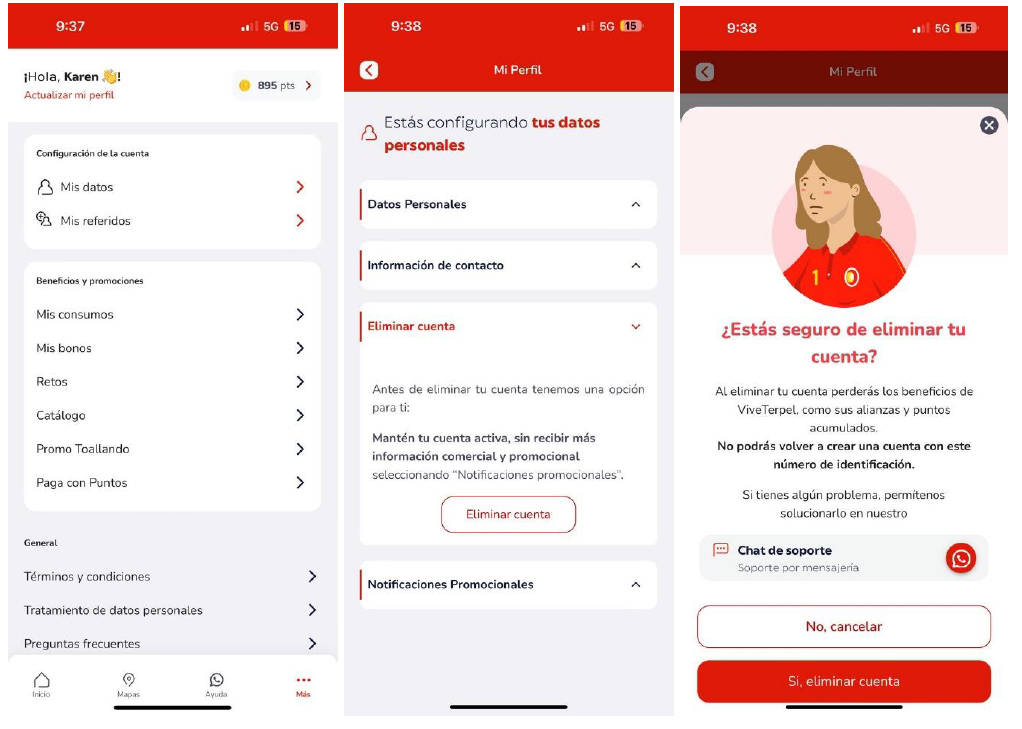 9:37
5G 15
¡Hola, Karen 👋!
Actualizar mi perfil
895 pts
Configuración de la cuenta
Mis datos
Mis referidos
Beneficios y promociones
Mis consumos
Mis bonos
Retos
Catálogo
Promo Toallando
Paga con Puntos
General
Términos y condiciones
Tratamiento de datos personales
Preguntas frecuentes
Inicio
Mapas
Ayuda
Más
9:38
5G 15
Mi Perfil
Estás configurando tus datos
personales
Datos Personales
Información de contacto
Eliminar cuenta
Antes de eliminar tu cuenta tenemos una opción
para ti:
Mantén tu cuenta activa, sin recibir más
información comercial y promocional
seleccionando “Notificaciones promocionales”.
Eliminar cuenta
Notificaciones Promocionales
9:38
5G 15
Mi Perfil
1 0
¿Estás seguro de eliminar tu
cuenta?
Al eliminar tu cuenta perderás los beneficios de
ViveTerpel, como sus alianzas y puntos
acumulados.
No podrás volver a crear una cuenta con este
número de identificación.
Si tienes algún problema, permítenos
solucionarlo en nuestro
Chat de soporte
Soporte por mensajería
No, cancelar
Si, eliminar cuenta